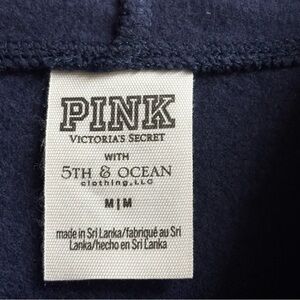 PINK
VICTORIA'S SECRET
WITH
5TH & OCEAN
clothing, LLC
M|M
made in Sri Lanka/fabriqué au Sri
Lanka/hecho en Sri Lanka